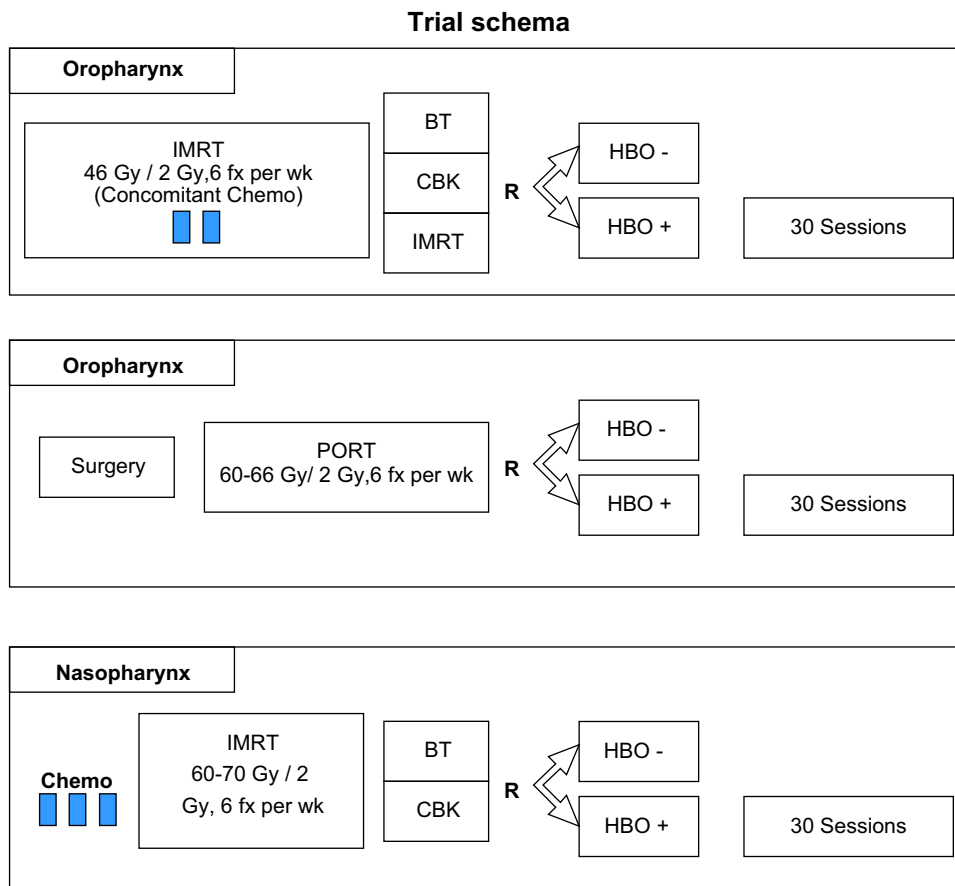 Trial schema
Oropharynx
IMRT
46 Gy / 2 Gy,6 fx per wk
(Concomitant Chemo)
BT
CBK
IMRT
R
HBO -
HBO +
30 Sessions
Oropharynx
Surgery
PORT
60-66 Gy/ 2 Gy,6 fx per wk
R
HBO -
HBO +
30 Sessions
Nasopharynx
Chemo
IMRT
60-70 Gy / 2
Gy, 6 fx per wk
BT
CBK
R
HBO -
HBO +
30 Sessions